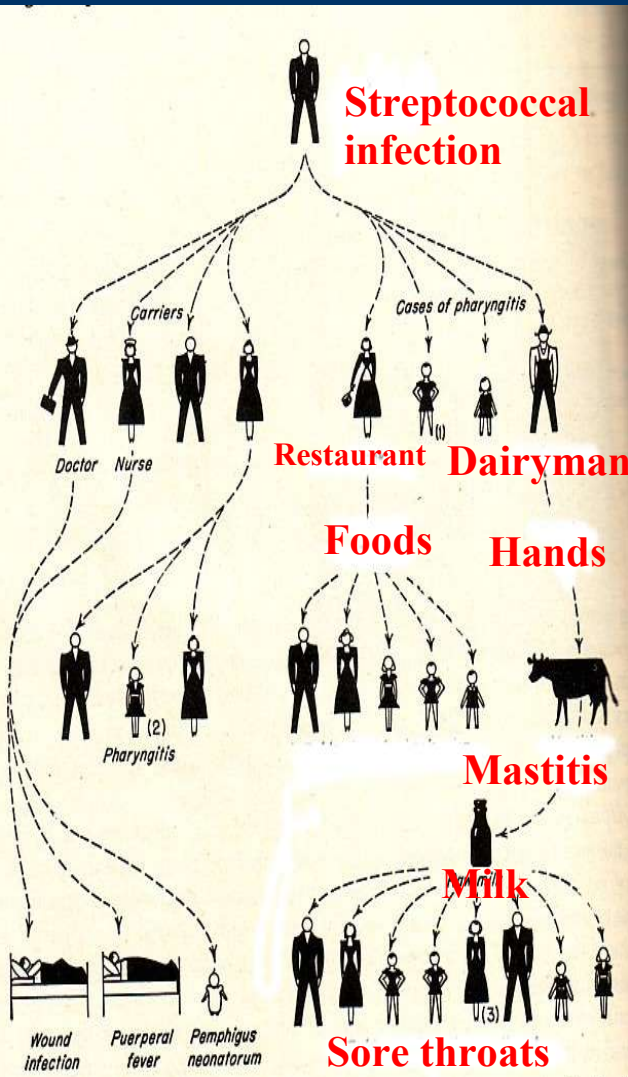 Streptococcal
infection
Carriers
Cases of pharyngitis
(1)
Doctor Nurse
Restaurant
Dairyman
Foods
Hands
(2)
Pharyngitis
Mastitis
Milk
(3)
Wound
infection
Puerperal
fever
Pemphigus
neonatorum
Sore throats